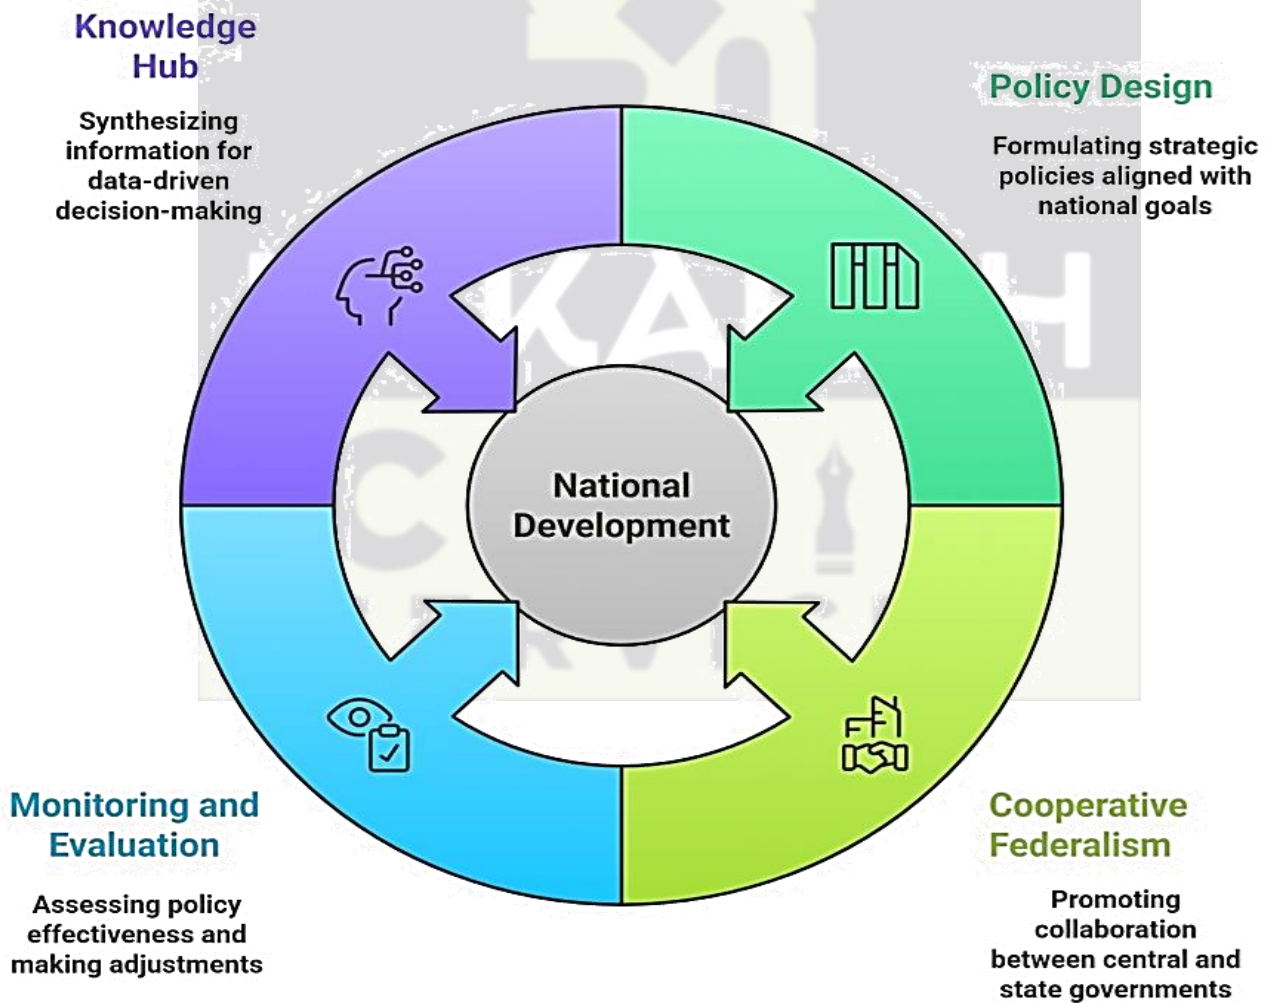 Knowledge
Hub
Synthesizing
information for
data-driven
decision-making
Policy Design
Formulating strategic
policies aligned with
national goals
National
Development
Monitoring and
Evaluation
Assessing policy
effectiveness and
making adjustments
Cooperative
Federalism
Promoting
collaboration
between central and
state governments